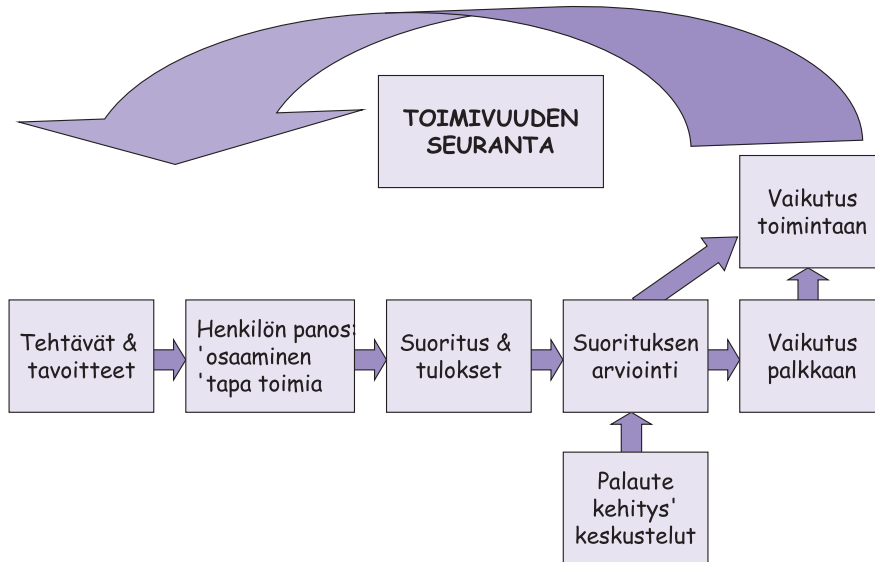 TOIMIVUUDEN
SEURANTA
Vaikutus
toimintaan
Tehtävät &
tavoitteet
Henkilön panos:
'osaaminen
'tapa toimia
Suoritus &
tulokset
Suorituksen
arviointi
Vaikutus
palkkaan
Palaute
kehitys'
keskustelut